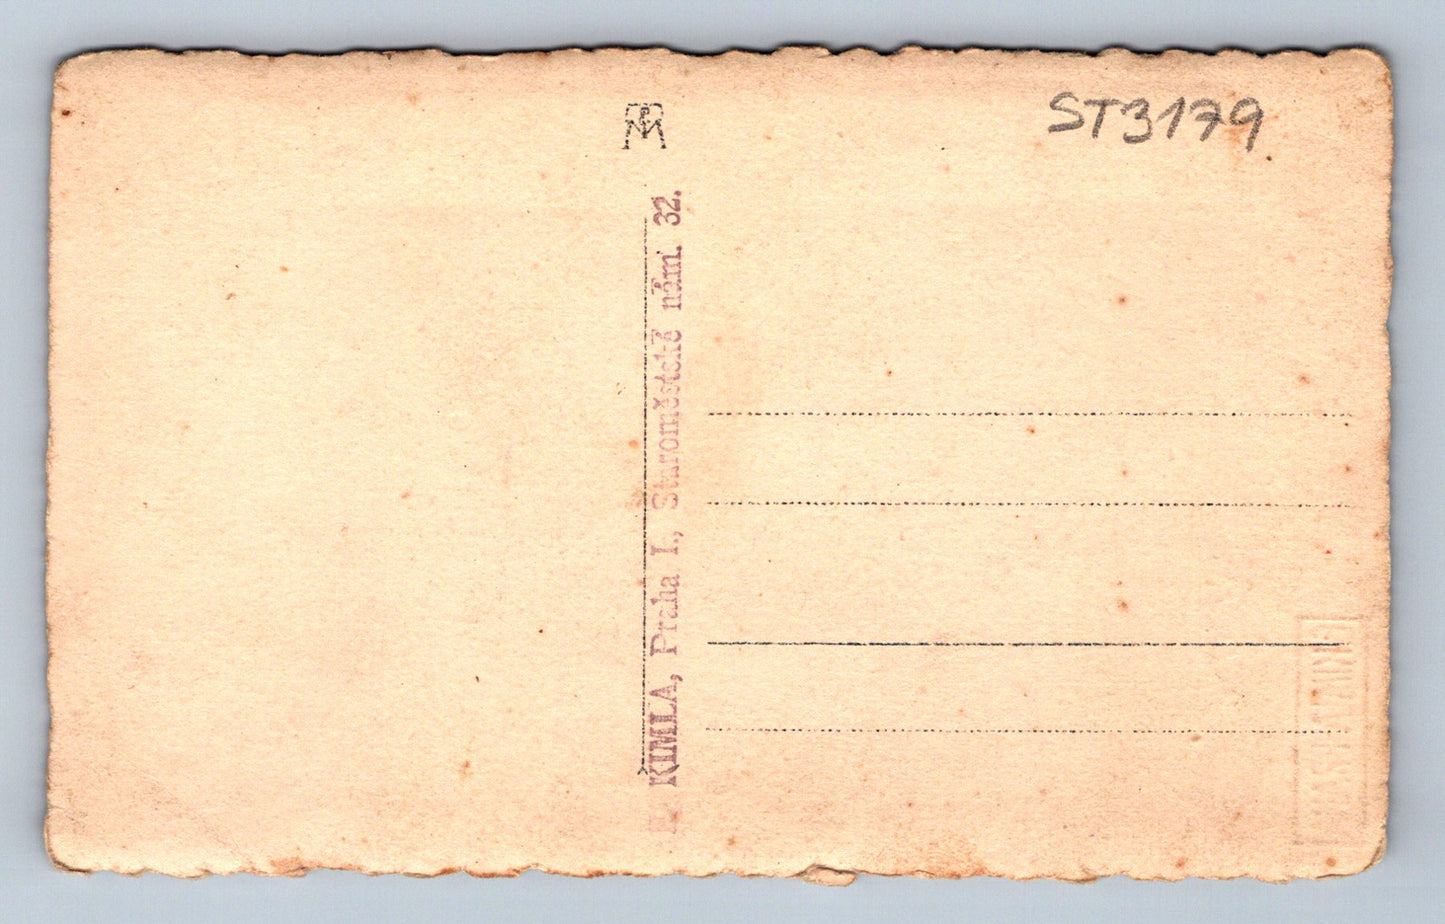 ST3179
KIMLA, Praha I., Staroměstské nám. 32.